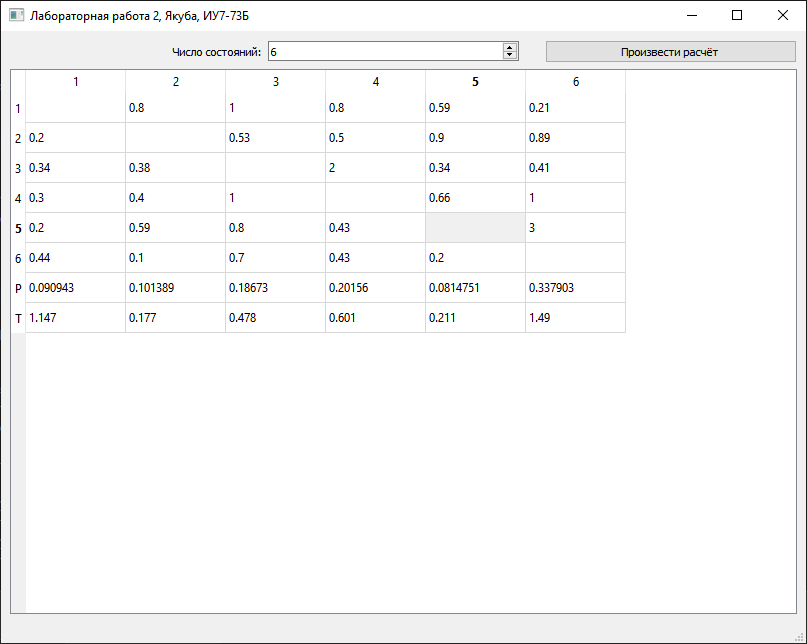 Лабораторная работа 2, Якуба, ИУ7-73Б
Число состояний: 6 Произвести расчёт
1 2 3 4 5 6
1 0.8 1 0.8 0.59 0.21
2 0.2 0.53 0.5 0.9 0.89
3 0.34 0.38 2 0.34 0.41
4 0.3 0.4 1 0.66 1
5 0.2 0.59 0.8 0.43 3
6 0.44 0.1 0.7 0.43 0.2
P 0.090943 0.101389 0.18673 0.20156 0.0814751 0.337903
T 1.147 0.177 0.478 0.601 0.211 1.49